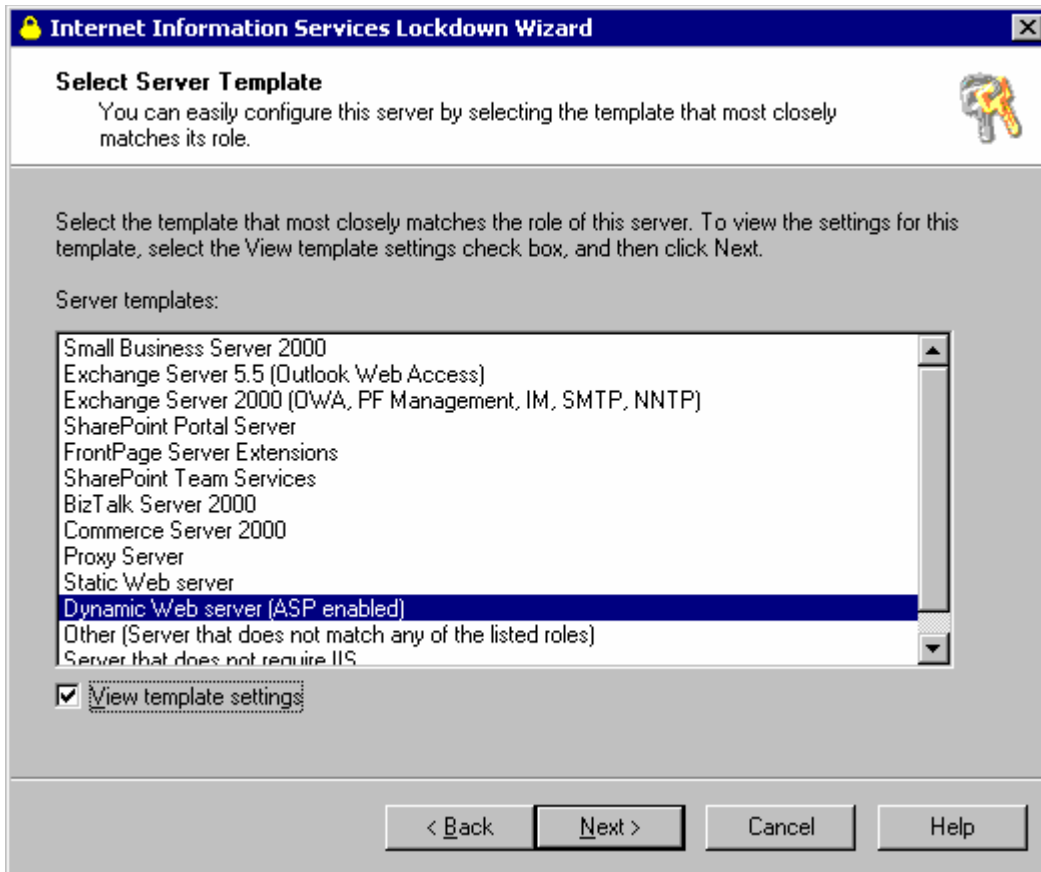 Internet Information Services Lockdown Wizard
Select Server Template
You can easily configure this server by selecting the template that most closely
matches its role.
Select the template that most closely matches the role of this server. To view the settings for this
template, select the View template settings check box, and then click Next.
Server templates:
Small Business Server 2000
Exchange Server 5.5 (Outlook Web Access)
Exchange Server 2000 (OWA, PF Management, IM, SMTP, NNTP)
SharePoint Portal Server
FrontPage Server Extensions
SharePoint Team Services
BizTalk Server 2000
Commerce Server 2000
Proxy Server
Static Web server
Dynamic Web server (ASP enabled)
Other (Server that does not match any of the listed roles)
Server that does not require IIS
View template settings
< Back Next > Cancel Help